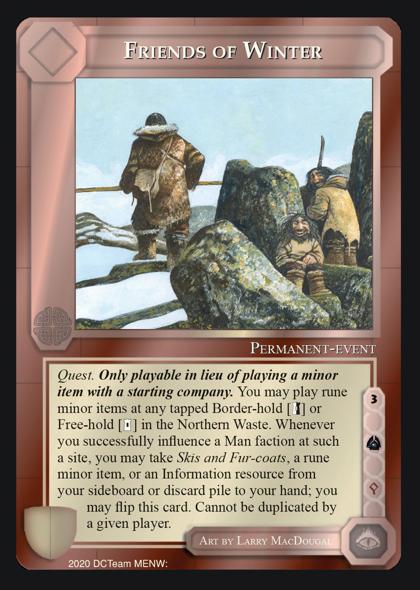 FRIENDS OF WINTER
PERMANENT-EVENT
Quest. Only playable in lieu of playing a minor
item with a starting company. You may play rune
minor items at any tapped Border-hold [] or
Free-hold [] in the Northern Waste. Whenever
you successfully influence a Man faction at such
a site, you may take Skis and Fur-coats, a rune
minor item, or an Information resource from
your sideboard or discard pile to your hand; you
may flip this card. Cannot be duplicated by
a given player.
3
ART BY LARRY MACDOUGAL
2020 DCTeam MENW: